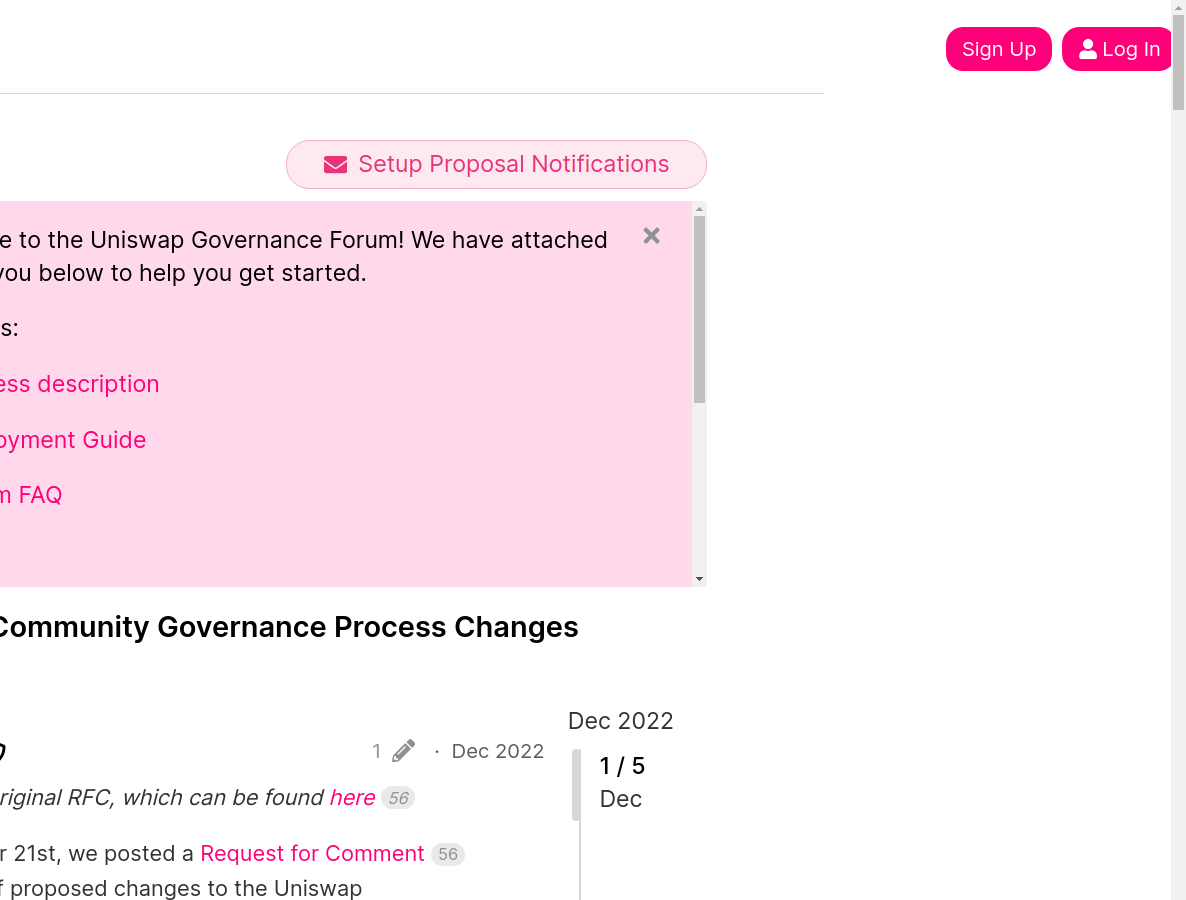 Sign Up
Log In
Setup Proposal Notifications
e to the Uniswap Governance Forum! We have attached
you below to help you get started.
s:
ess description
oyment Guide
m FAQ
Community Governance Process Changes
Dec 2022
1 · Dec 2022
1 / 5
Dec
riginal RFC, which can be found here 56
r 21st, we posted a Request for Comment 56
f proposed changes to the Uniswap